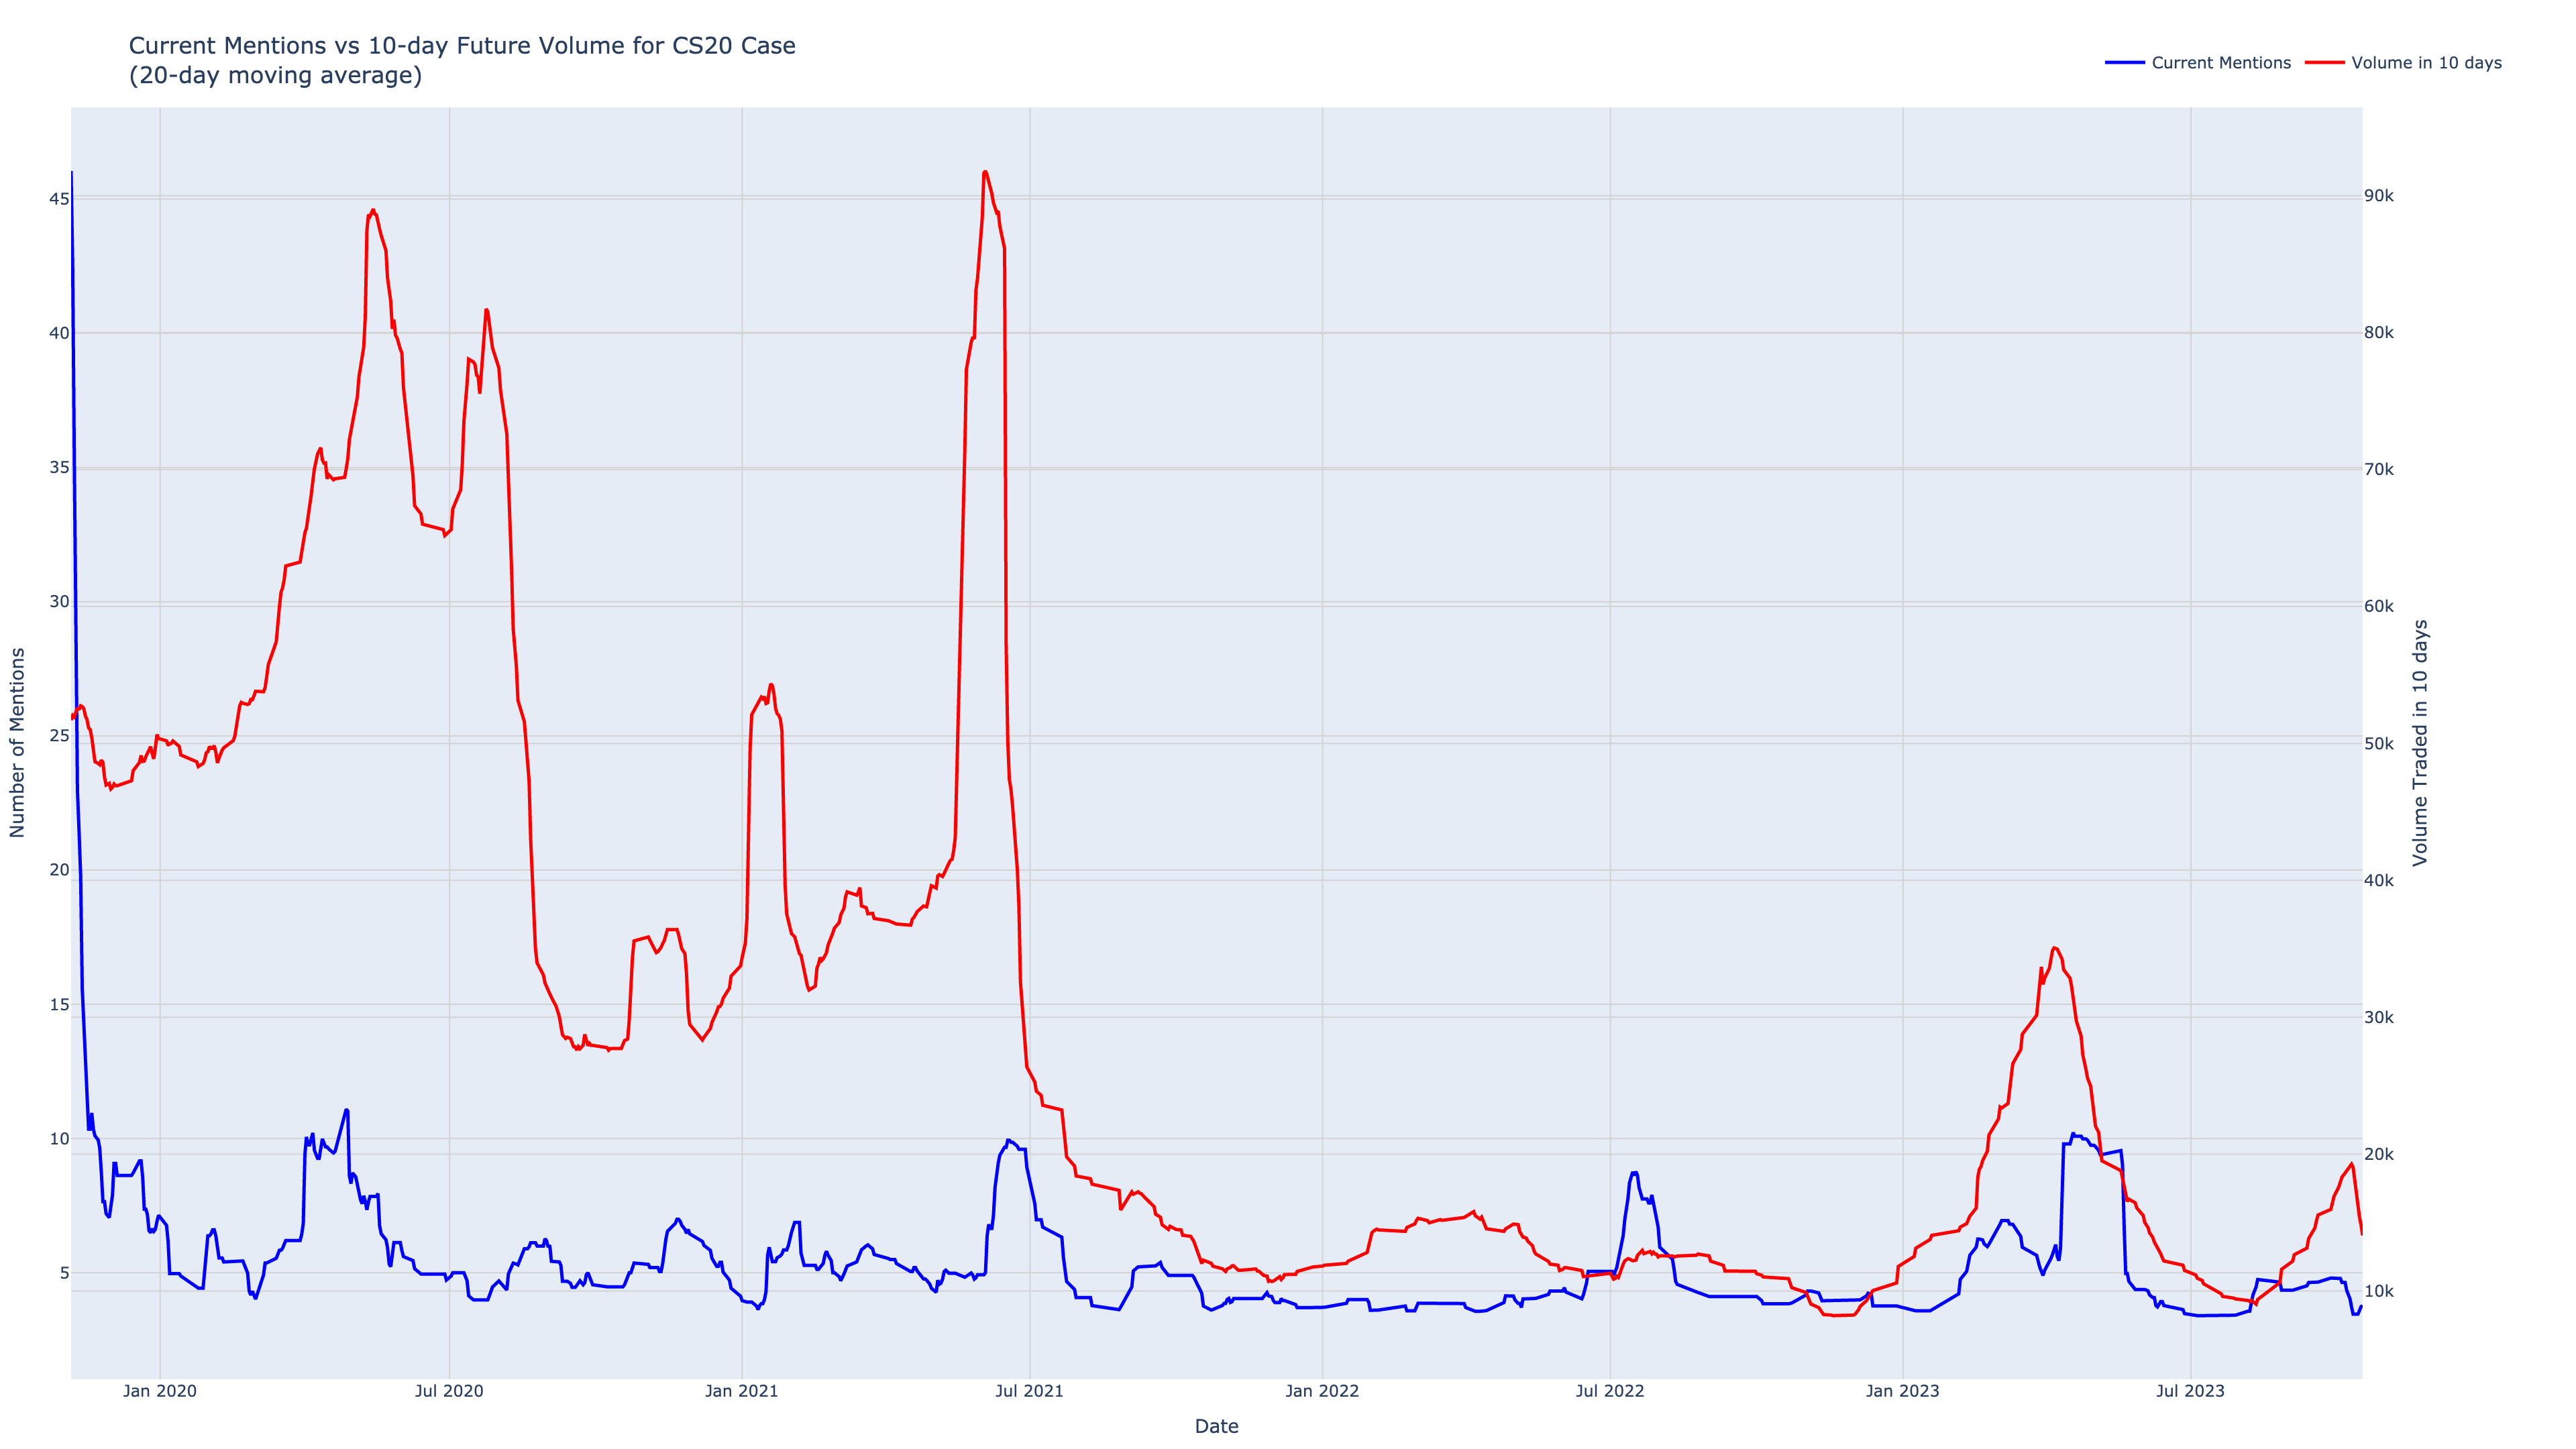 Current Mentions vs 10-day Future Volume for CS20 Case
(20-day moving average)
Current Mentions
Volume in 10 days
Number of Mentions
45
40
35
30
25
20
15
10
5
90k
80k
70k
60k
50k
40k
30k
20k
10k
Volume Traded in 10 days
Jan 2020
Jul 2020
Jan 2021
Jul 2021
Jan 2022
Jul 2022
Jan 2023
Jul 2023
Date